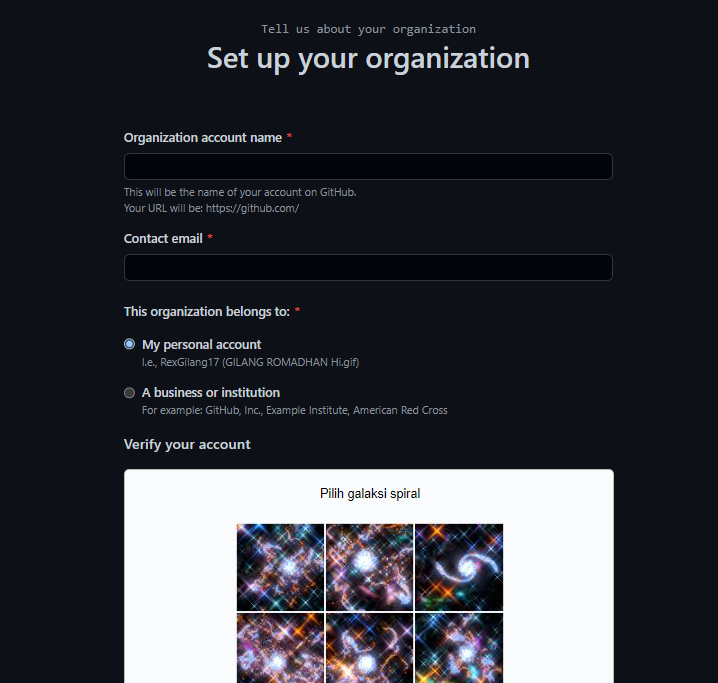 Tell us about your organization
Set up your organization
Organization account name *
This will be the name of your account on GitHub.
Your URL will be: https://github.com/
Contact email *
This organization belongs to: *
My personal account
I.e., RexGilang17 (GILANG ROMADHAN Hi.gif)
A business or institution
For example: GitHub, Inc., Example Institute, American Red Cross
Verify your account
Pilih galaksi spiral